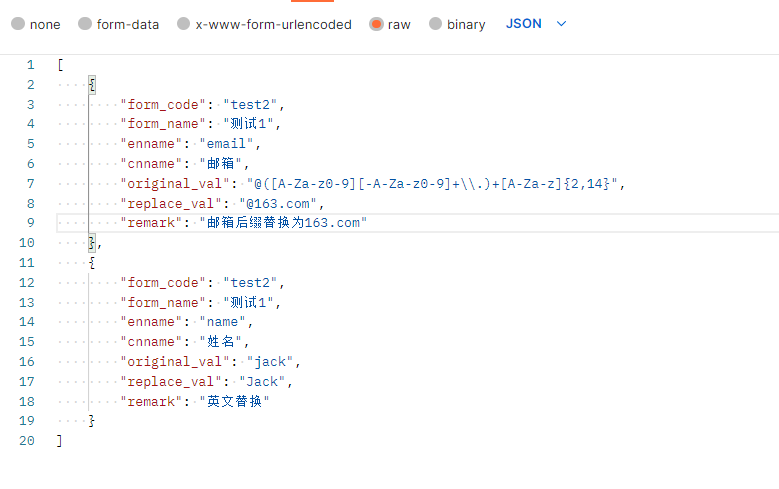 none form-data x-www-form-urlencoded raw binary JSON
1 [
2 {
3 "form_code": "test2",
4 "form_name": "测试1",
5 "enname": "email",
6 "cnname": "邮箱",
7 "original_val": "@([A-Za-z0-9][-A-Za-z0-9]+\\.)+[A-Za-z]{2,14}",
8 "replace_val": "@163.com",
9 "remark": "邮箱后缀替换为163.com"
10 },
11 {
12 "form_code": "test2",
13 "form_name": "测试1",
14 "enname": "name",
15 "cnname": "姓名",
16 "original_val": "jack",
17 "replace_val": "Jack",
18 "remark": "英文替换"
19 }
20 ]